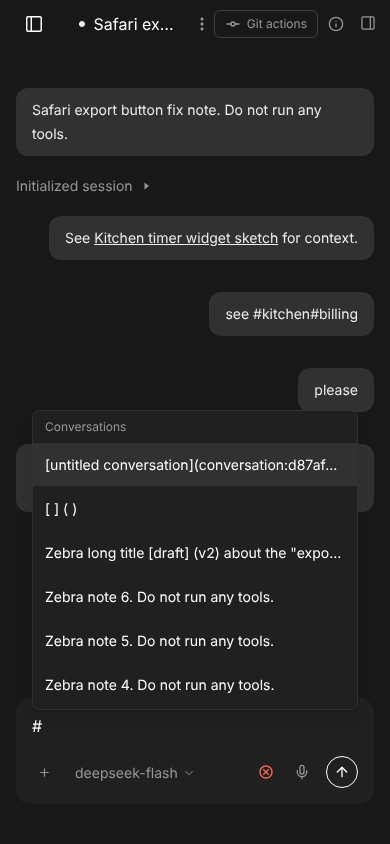 Safari ex...
Git actions
Safari export button fix note. Do not run any
tools.
Initialized session
See Kitchen timer widget sketch for context.
see #kitchen#billing
please
Conversations
[untitled conversation](conversation:d87af...
[ ] ( )
Zebra long title [draft] (v2) about the "expo...
Zebra note 6. Do not run any tools.
Zebra note 5. Do not run any tools.
Zebra note 4. Do not run any tools.
#
deepseek-flash